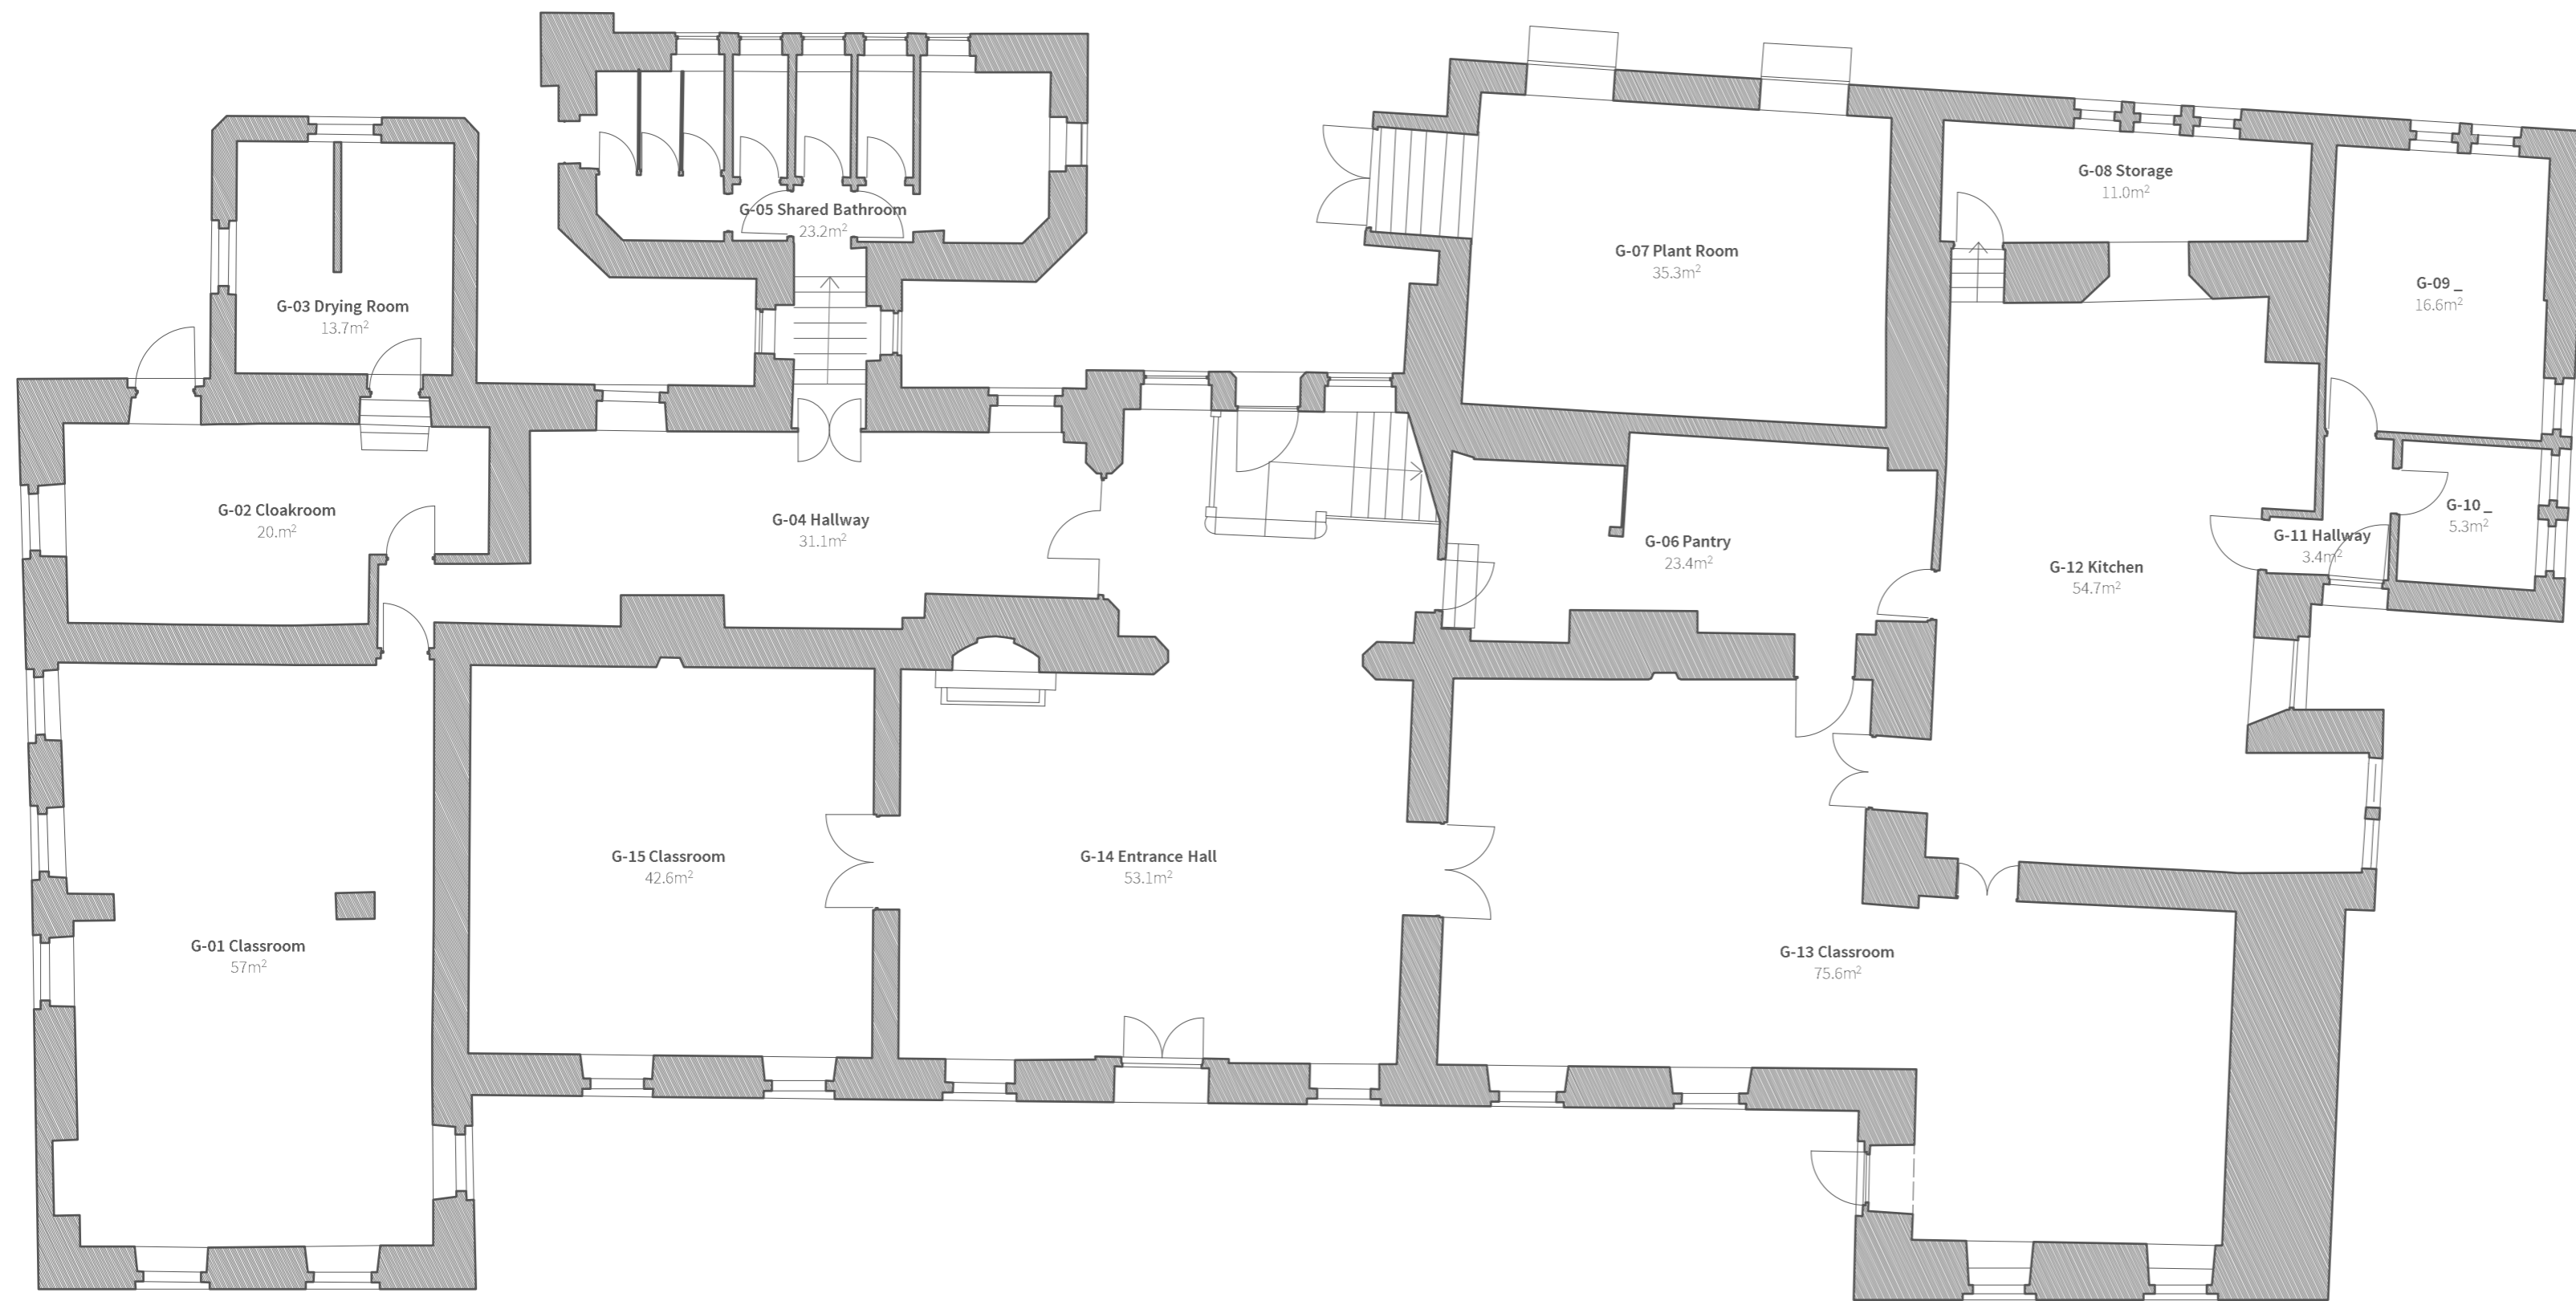 G-05 Shared Bathroom
23.2m²
G-08 Storage
11.0m²
G-07 Plant Room
35.3m²
G-09 _
16.6m²
G-03 Drying Room
13.7m²
G-02 Cloakroom
20.m²
G-04 Hallway
31.1m²
G-06 Pantry
23.4m²
G-10 _
5.3m²
G-11 Hallway
3.4m²
G-12 Kitchen
54.7m²
G-15 Classroom
42.6m²
G-14 Entrance Hall
53.1m²
G-01 Classroom
57m²
G-13 Classroom
75.6m²